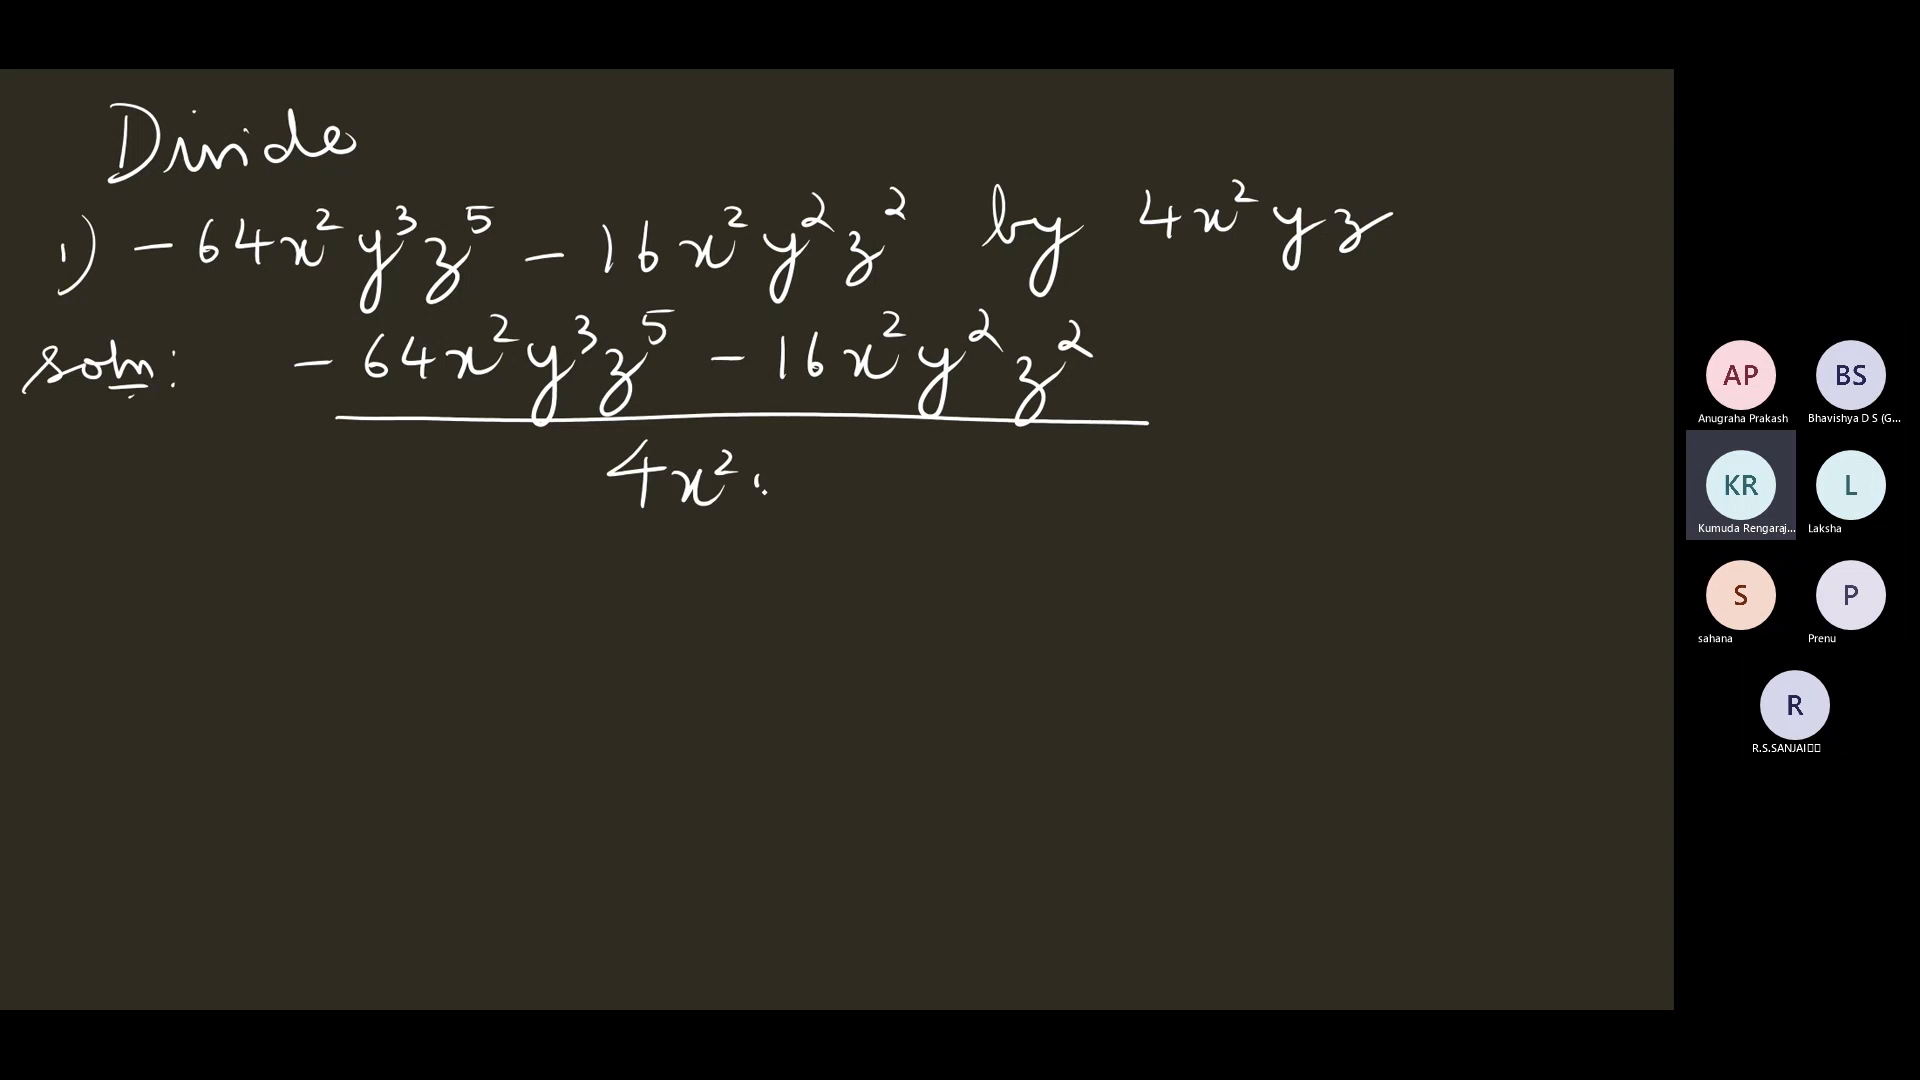 Divide
1) -64x²y³z⁵ - 16x²y²z² by 4x²yz
soln: -64x²y³z⁵ - 16x²y²z²
4x²
AP BS
Anugraha Prakash Bhavishya D S (G...
KR L
Kumuda Rengaraj... Laksha
S P
sahana Prenu
R
R.S.SANJAI